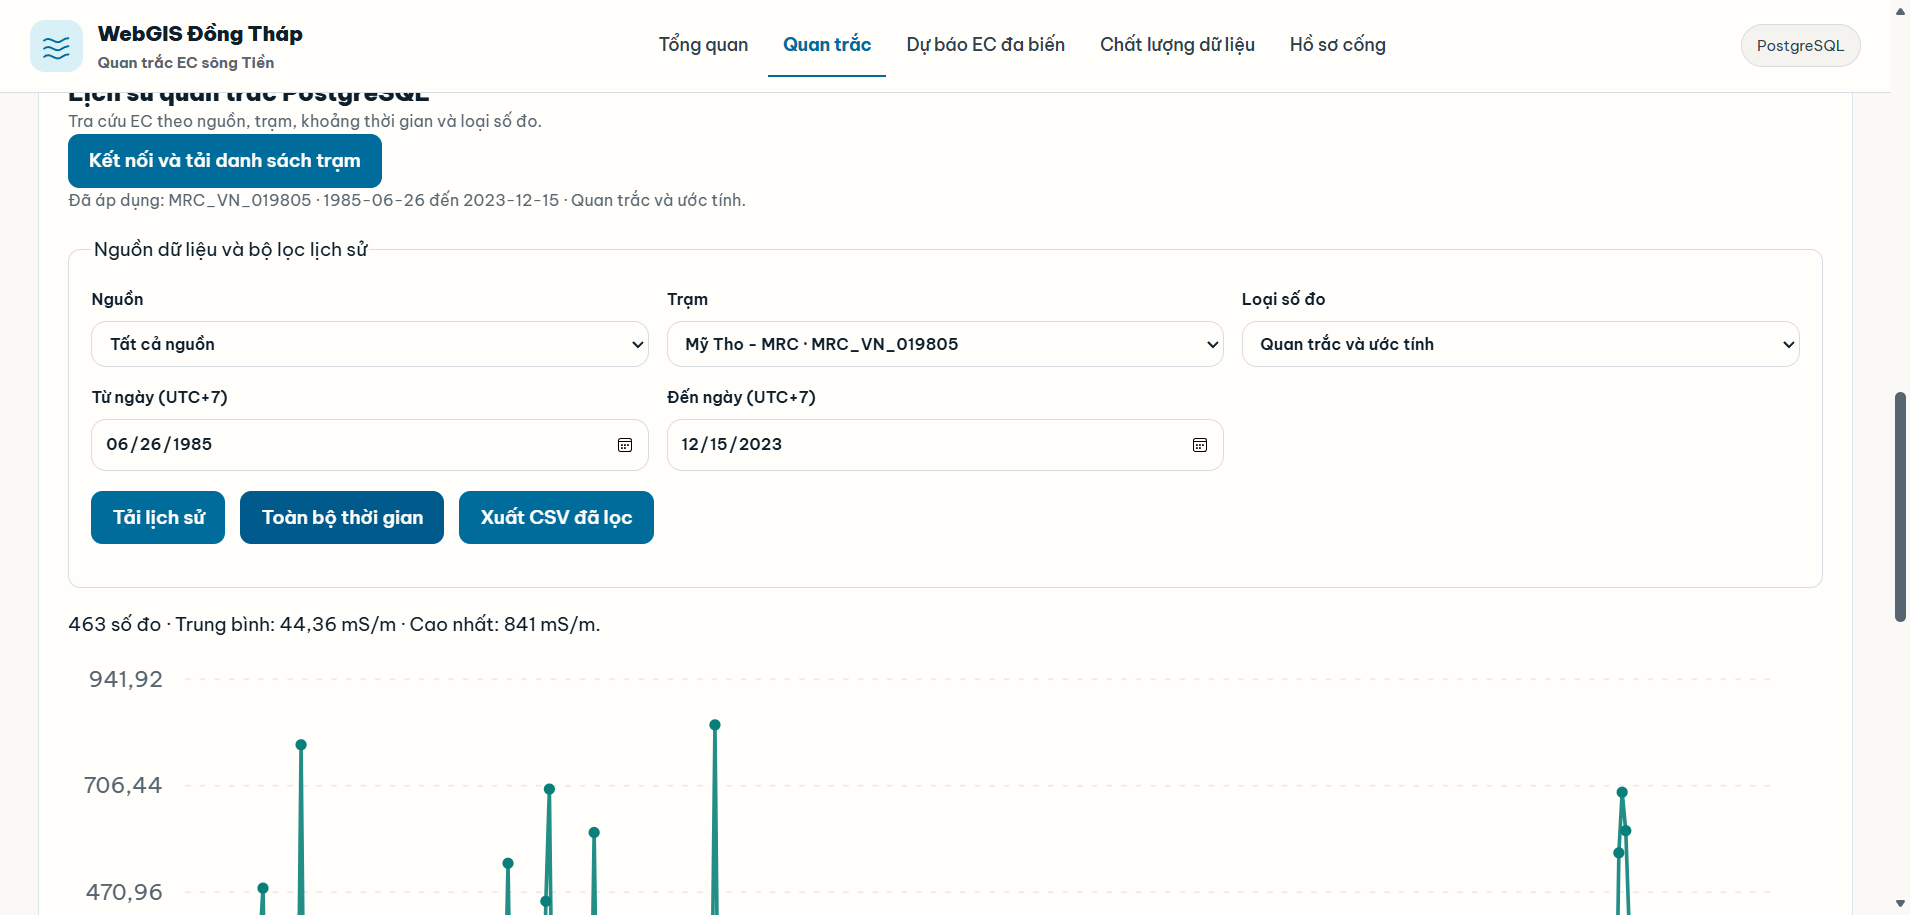 WebGIS Đồng Tháp
Quan trắc EC sông Tiền
Tổng quan
Quan trắc
Dự báo EC đa biến
Chất lượng dữ liệu
Hồ sơ cống
PostgreSQL
Lịch sử quan trắc PostgreSQL
Tra cứu EC theo nguồn, trạm, khoảng thời gian và loại số đo.
Kết nối và tải danh sách trạm
Đã áp dụng: MRC_VN_019805 · 1985-06-26 đến 2023-12-15 · Quan trắc và ước tính.
Nguồn dữ liệu và bộ lọc lịch sử
Nguồn
Trạm
Loại số đo
Tất cả nguồn
Mỹ Tho - MRC · MRC_VN_019805
Quan trắc và ước tính
Từ ngày (UTC+7)
Đến ngày (UTC+7)
06/26/1985
12/15/2023
Tải lịch sử
Toàn bộ thời gian
Xuất CSV đã lọc
463 số đo · Trung bình: 44,36 mS/m · Cao nhất: 841 mS/m.
941,92
706,44
470,96